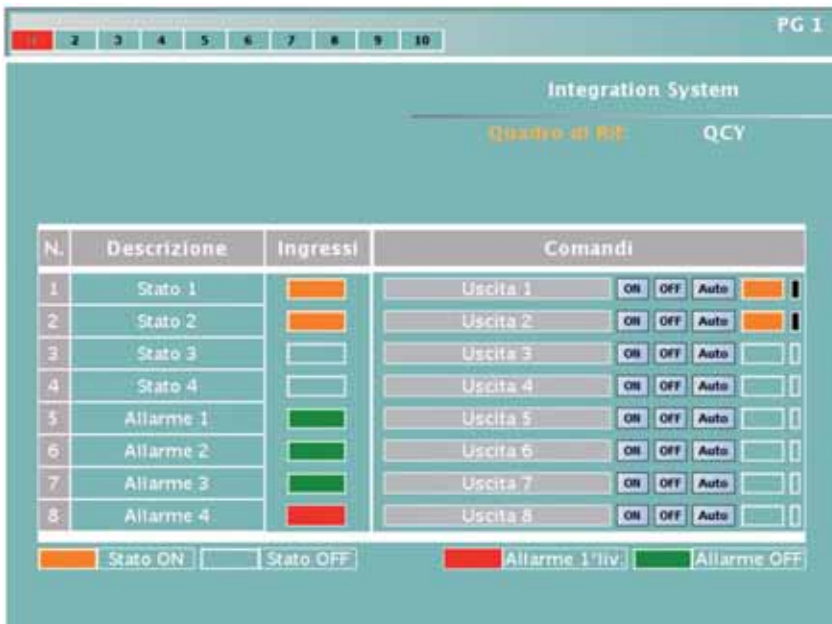 PG 1
1 2 3 4 5 6 7 8 9 10
Integration System
Quadro di Rif. QCY
N. Descrizione Ingressi Comandi
1 Stato 1 Uscita 1 ON OFF Auto
2 Stato 2 Uscita 2 ON OFF Auto
3 Stato 3 Uscita 3 ON OFF Auto
4 Stato 4 Uscita 4 ON OFF Auto
5 Allarme 1 Uscita 5 ON OFF Auto
6 Allarme 2 Uscita 6 ON OFF Auto
7 Allarme 3 Uscita 7 ON OFF Auto
8 Allarme 4 Uscita 8 ON OFF Auto
Stato ON Stato OFF Allarme 1°liv. Allarme OFF